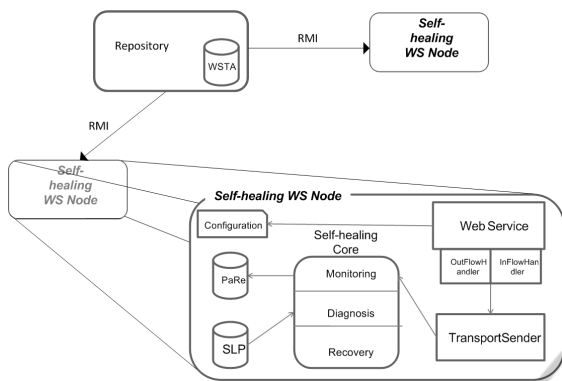 Repository
WSTA
RMI
Self-
healing
WS Node
RMI
Self-
healing
WS Node
Self-healing WS Node
Configuration
Web Service
Self-healing
Core
OutFlowH
andler
InFlowHan
dler
PaRe
Monitoring
Diagnosis
SLP
Recovery
TransportSender